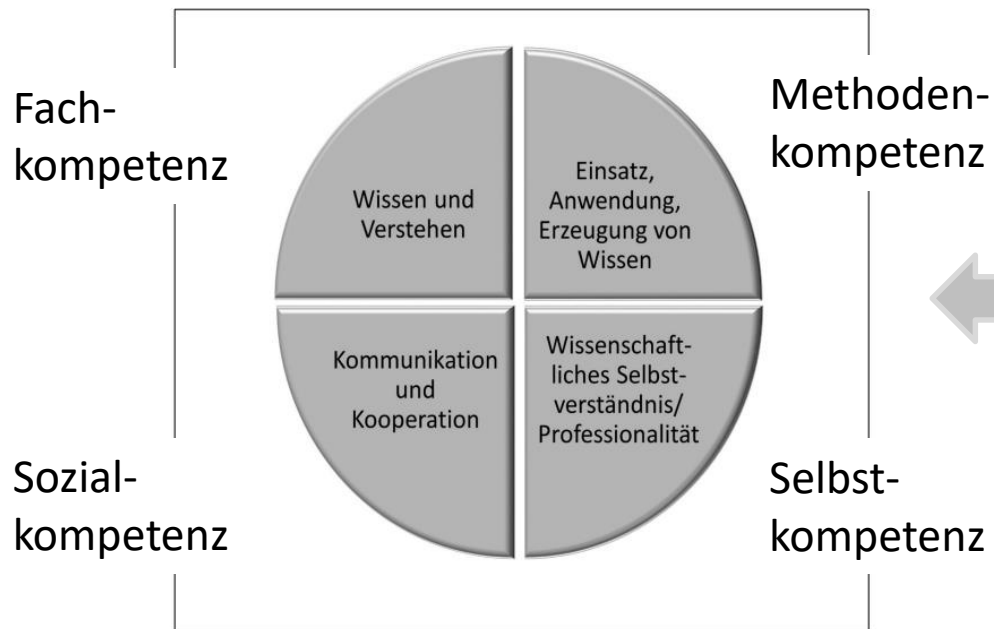 Fach-
kompetenz
Methoden-
kompetenz
Wissen und
Verstehen
Einsatz,
Anwendung,
Erzeugung von
Wissen
Kommunikation
und
Kooperation
Wissenschaft-
liches Selbst-
verständnis/
Professionalität
Sozial-
kompetenz
Selbst-
kompetenz